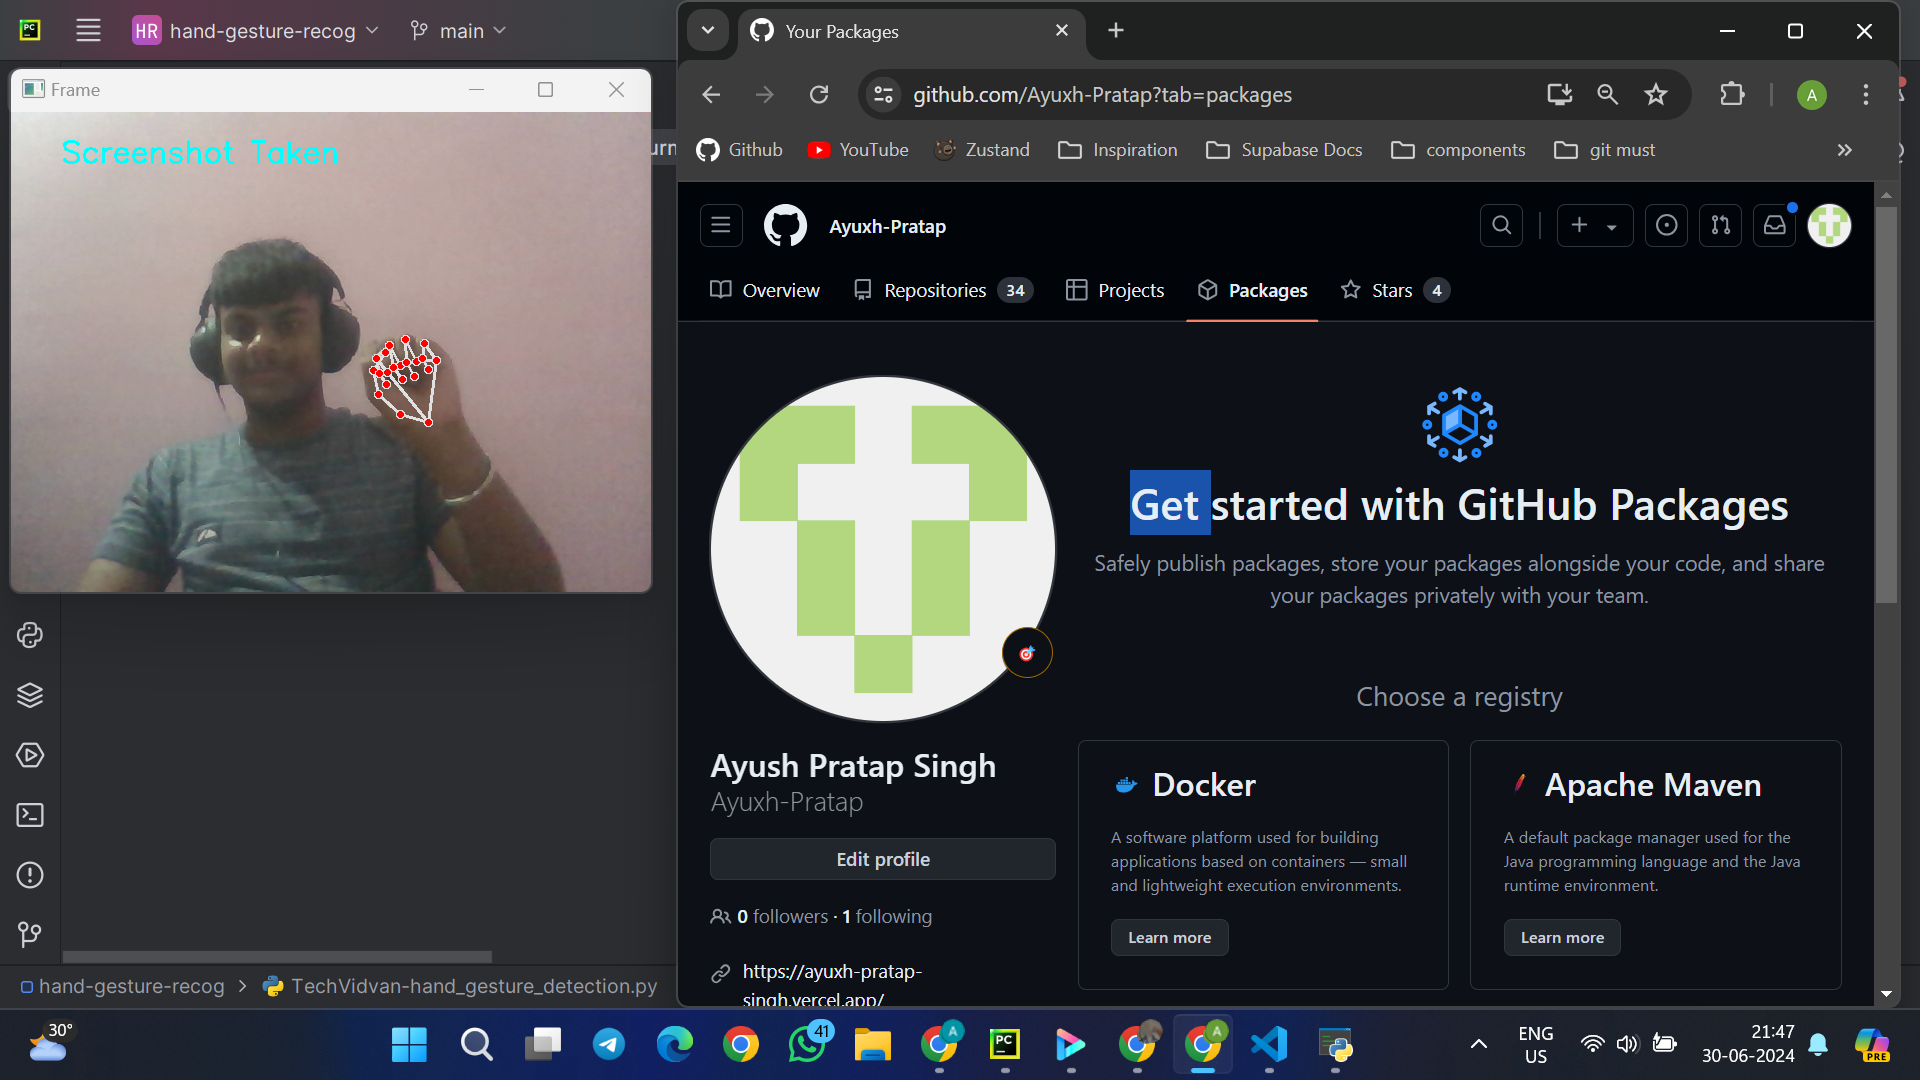 PC
HR hand-gesture-recog
main
Frame
Screenshot Taken
Your Packages
github.com/Ayuxh-Pratap?tab=packages
A
Github
YouTube
Zustand
Inspiration
Supabase Docs
components
git must
Ayuxh-Pratap
Overview
Repositories 34
Projects
Packages
Stars 4
Get started with GitHub Packages
Safely publish packages, store your packages alongside your code, and share
your packages privately with your team.
Choose a registry
Ayush Pratap Singh
Ayuxh-Pratap
Edit profile
0 followers · 1 following
https://ayuxh-pratap-
singh.vercel.app/
Docker
A software platform used for building
applications based on containers — small
and lightweight execution environments.
Learn more
Apache Maven
A default package manager used for the
Java programming language and the Java
runtime environment.
Learn more
hand-gesture-recog > TechVidvan-hand_gesture_detection.py
30°
41
A
PC
A
ENG
US
21:47
30-06-2024
PRE